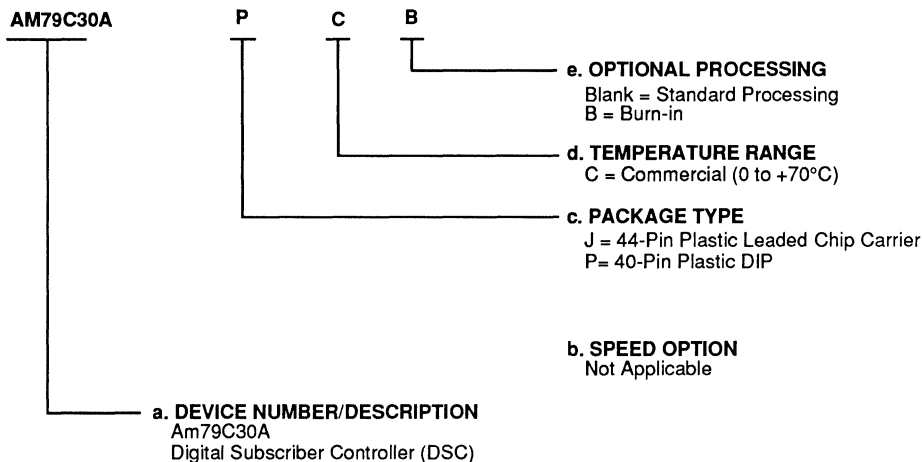 AM79C30A P C B
e. OPTIONAL PROCESSING
Blank = Standard Processing
B = Burn-in
d. TEMPERATURE RANGE
C = Commercial (0 to +70°C)
c. PACKAGE TYPE
J = 44-Pin Plastic Leaded Chip Carrier
P= 40-Pin Plastic DIP
b. SPEED OPTION
Not Applicable
a. DEVICE NUMBER/DESCRIPTION
Am79C30A
Digital Subscriber Controller (DSC)